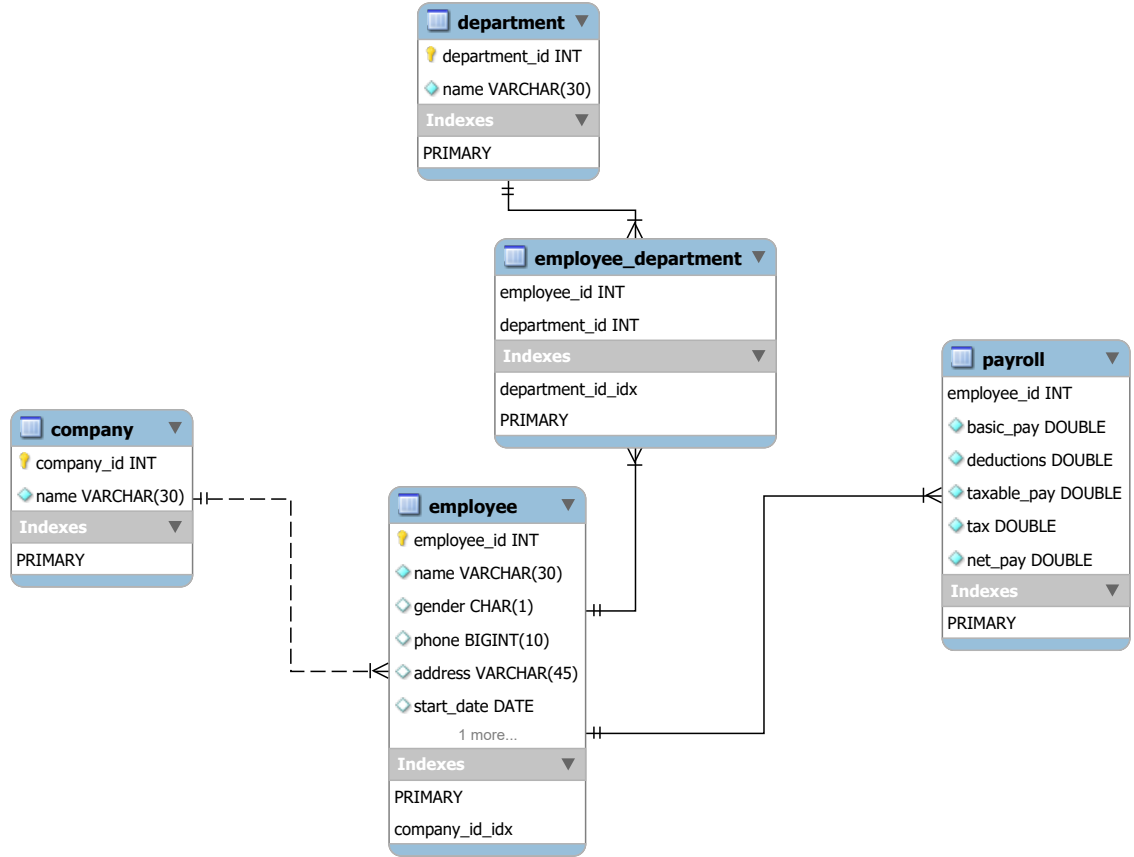 department
department_id INT
name VARCHAR(30)
Indexes
PRIMARY
employee_department
employee_id INT
department_id INT
Indexes
department_id_idx
PRIMARY
payroll
employee_id INT
basic_pay DOUBLE
deductions DOUBLE
taxable_pay DOUBLE
tax DOUBLE
net_pay DOUBLE
Indexes
PRIMARY
company
company_id INT
name VARCHAR(30)
Indexes
PRIMARY
employee
employee_id INT
name VARCHAR(30)
gender CHAR(1)
phone BIGINT(10)
address VARCHAR(45)
start_date DATE
1 more...
Indexes
PRIMARY
company_id_idx